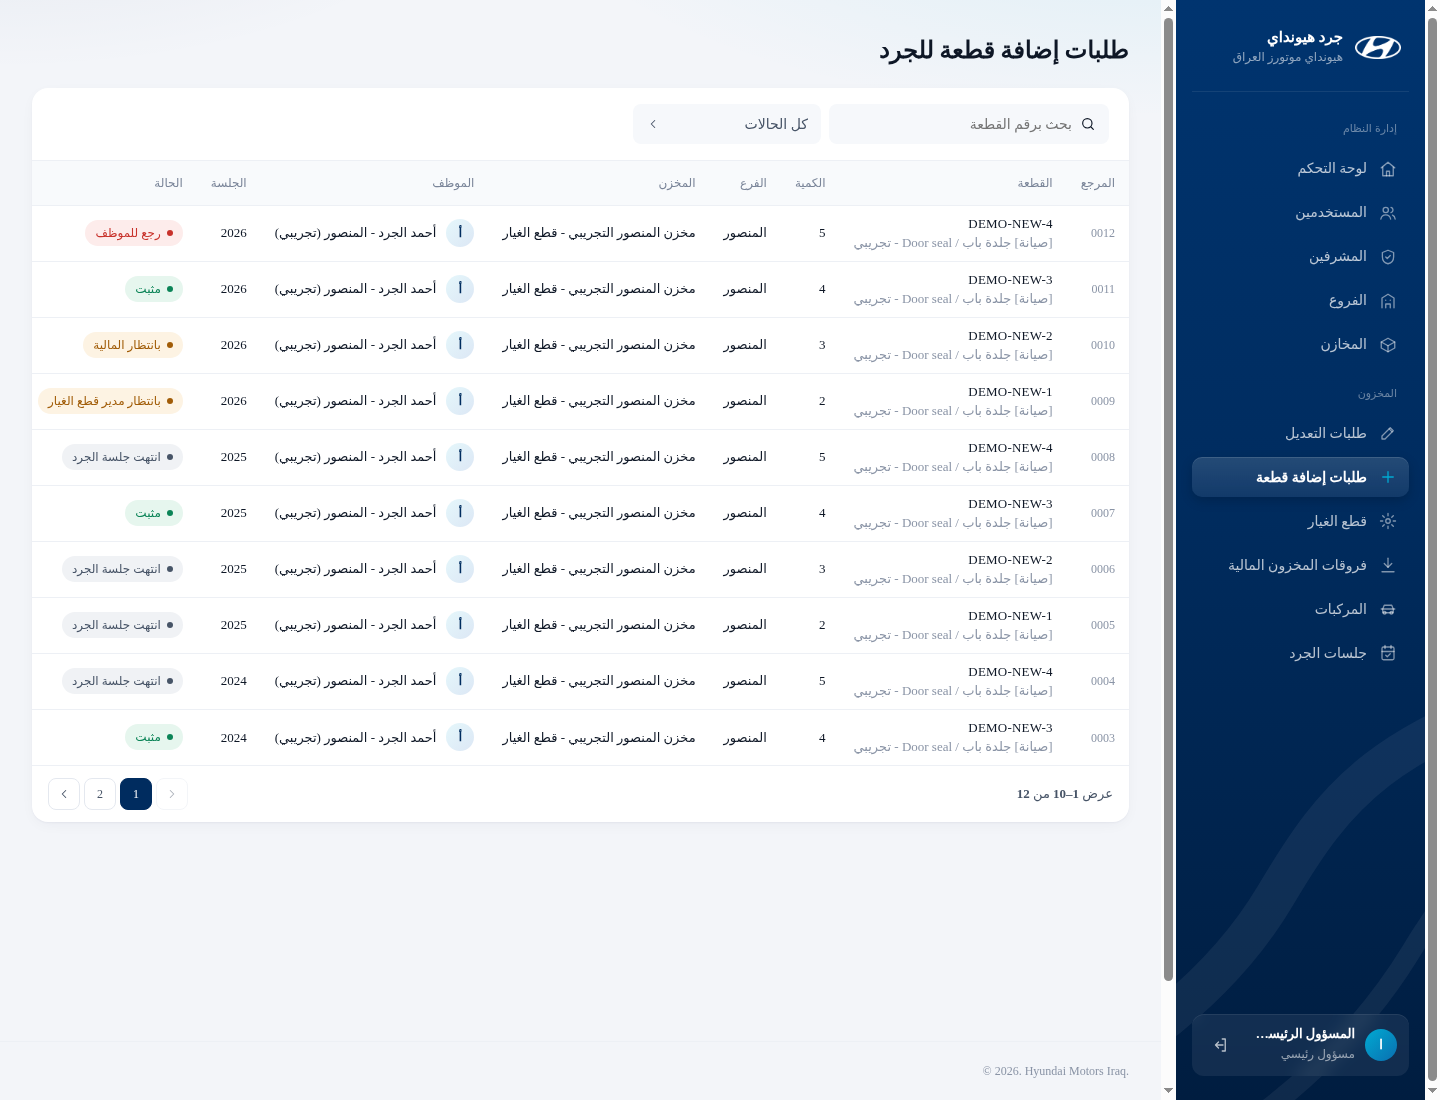 جرد هيونداي
هيونداي موتورز العراق
إدارة النظام
لوحة التحكم
المستخدمين
المشرفين
الفروع
المخازن
المخزون
طلبات التعديل
طلبات إضافة قطعة
قطع الغيار
فروقات المخزون المالية
المركبات
جلسات الجرد
المسؤول الرئيسـ...
مسؤول رئيسي
ا
طلبات إضافة قطعة للجرد
بحث برقم القطعة
كل الحالات
المرجع القطعة الكمية الفرع المخزن الموظف الجلسة الحالة
0012 DEMO-NEW-4 5 المنصور مخزن المنصور التجريبي - قطع الغيار أ أحمد الجرد - المنصور (تجريبي) 2026 رجع للموظف
[صيانة] جلدة باب / Door seal - تجريبي
0011 DEMO-NEW-3 4 المنصور مخزن المنصور التجريبي - قطع الغيار أ أحمد الجرد - المنصور (تجريبي) 2026 مثبت
[صيانة] جلدة باب / Door seal - تجريبي
0010 DEMO-NEW-2 3 المنصور مخزن المنصور التجريبي - قطع الغيار أ أحمد الجرد - المنصور (تجريبي) 2026 بانتظار المالية
[صيانة] جلدة باب / Door seal - تجريبي
0009 DEMO-NEW-1 2 المنصور مخزن المنصور التجريبي - قطع الغيار أ أحمد الجرد - المنصور (تجريبي) 2026 بانتظار مدير قطع الغيار
[صيانة] جلدة باب / Door seal - تجريبي
0008 DEMO-NEW-4 5 المنصور مخزن المنصور التجريبي - قطع الغيار أ أحمد الجرد - المنصور (تجريبي) 2025 انتهت جلسة الجرد
[صيانة] جلدة باب / Door seal - تجريبي
0007 DEMO-NEW-3 4 المنصور مخزن المنصور التجريبي - قطع الغيار أ أحمد الجرد - المنصور (تجريبي) 2025 مثبت
[صيانة] جلدة باب / Door seal - تجريبي
0006 DEMO-NEW-2 3 المنصور مخزن المنصور التجريبي - قطع الغيار أ أحمد الجرد - المنصور (تجريبي) 2025 انتهت جلسة الجرد
[صيانة] جلدة باب / Door seal - تجريبي
0005 DEMO-NEW-1 2 المنصور مخزن المنصور التجريبي - قطع الغيار أ أحمد الجرد - المنصور (تجريبي) 2025 انتهت جلسة الجرد
[صيانة] جلدة باب / Door seal - تجريبي
0004 DEMO-NEW-4 5 المنصور مخزن المنصور التجريبي - قطع الغيار أ أحمد الجرد - المنصور (تجريبي) 2024 انتهت جلسة الجرد
[صيانة] جلدة باب / Door seal - تجريبي
0003 DEMO-NEW-3 4 المنصور مخزن المنصور التجريبي - قطع الغيار أ أحمد الجرد - المنصور (تجريبي) 2024 مثبت
[صيانة] جلدة باب / Door seal - تجريبي
عرض 1–10 من 12
1 2
© 2026. Hyundai Motors Iraq.